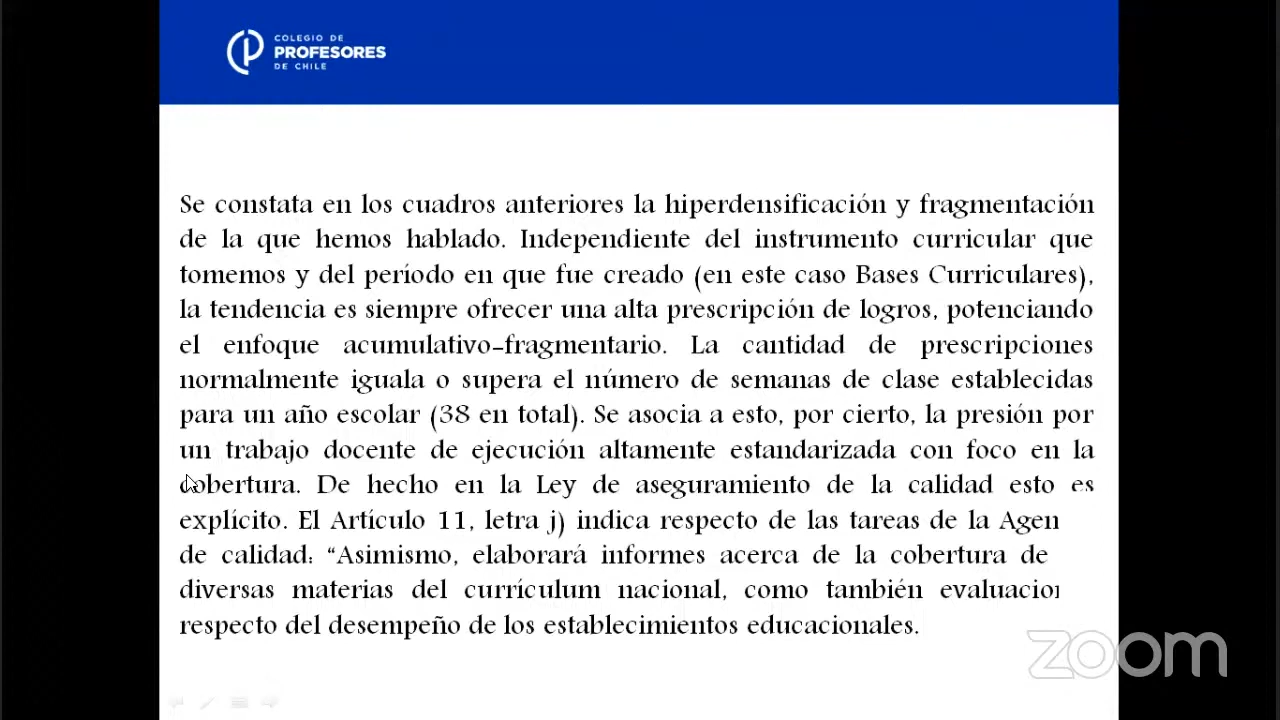 COLEGIO DE
PROFESORES
DE CHILE
Se constata en los cuadros anteriores la hiperdensificación y fragmentación
de la que hemos hablado. Independiente del instrumento curricular que
tomemos y del período en que fue creado (en este caso Bases Curriculares),
la tendencia es siempre ofrecer una alta prescripción de logros, potenciando
el enfoque acumulativo-fragmentario. La cantidad de prescripciones
normalmente iguala o supera el número de semanas de clase establecidas
para un año escolar (38 en total). Se asocia a esto, por cierto, la presión por
un trabajo docente de ejecución altamente estandarizada con foco en la
cobertura. De hecho en la Ley de aseguramiento de la calidad esto es
explícito. El Artículo 11, letra j) indica respecto de las tareas de la Agen
de calidad: “Asimismo, elaborará informes acerca de la cobertura de
diversas materias del currículum nacional, como también evaluacio
respecto del desempeño de los establecimientos educacionales.
zoom